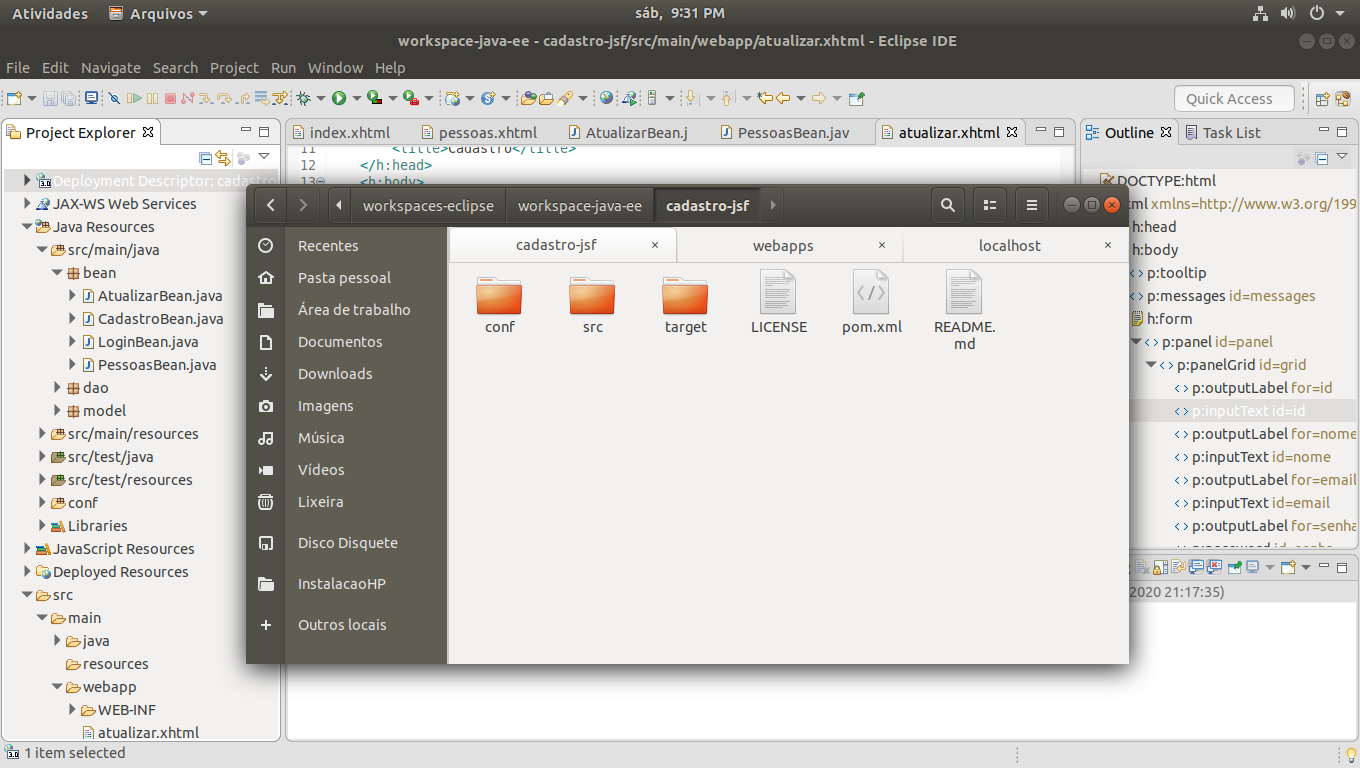 Atividades Arquivos sáb, 9:31 PM
workspace-java-ee - cadastro-jsf/src/main/webapp/atualizar.xhtml - Eclipse IDE
File Edit Navigate Search Project Run Window Help
Quick Access
Project Explorer
Deployment Descriptor: cadastro
JAX-WS Web Services
Java Resources
src/main/java
bean
AtualizarBean.java
CadastroBean.java
LoginBean.java
PessoasBean.java
dao
model
src/main/resources
src/test/java
src/test/resources
conf
Libraries
JavaScript Resources
Deployed Resources
src
main
java
resources
webapp
WEB-INF
atualizar.xhtml
1 item selected
index.xhtml pessoas.xhtml AtualizarBean.j PessoasBean.jav atualizar.xhtml
11 <title>Cadastro</title>
12 </h:head>
13 <h:body>
workspaces-eclipse workspace-java-ee cadastro-jsf
Recentes
Pasta pessoal
Área de trabalho
Documentos
Downloads
Imagens
Música
Vídeos
Lixeira
Disco Disquete
InstalacaoHP
Outros locais
cadastro-jsf webapps localhost
conf src target LICENSE pom.xml README.
md
Outline Task List
DOCTYPE:html
ml xmlns=http://www.w3.org/199
h:head
h:body
p:tooltip
p:messages id=messages
h:form
p:panel id=panel
p:panelGrid id=grid
p:outputLabel for=id
p:inputText id=id
p:outputLabel for=nome
p:inputText id=nome
p:outputLabel for=email
p:inputText id=email
p:outputLabel for=senha
p:password id=senha
2020 21:17:35)